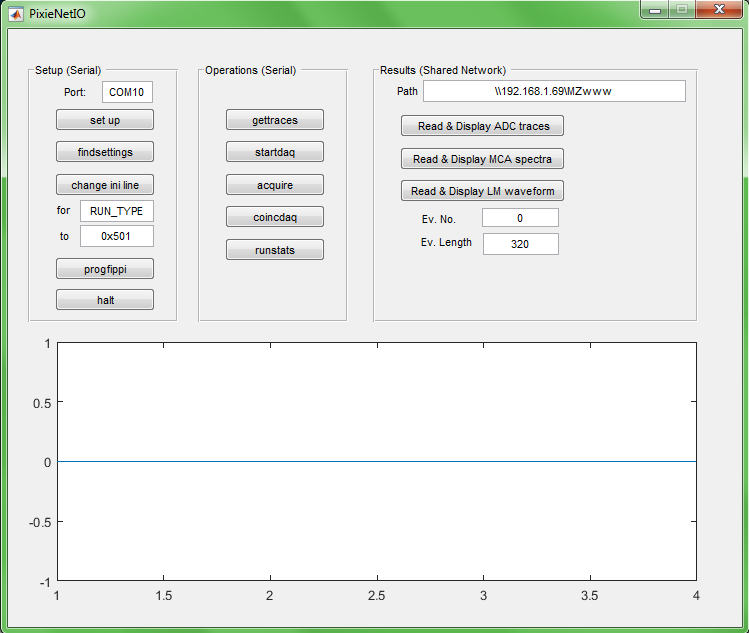 PixieNetIO
Setup (Serial)
Port:
COM10
set up
findsettings
change ini line
for
RUN_TYPE
to
0x501
progfippi
halt
Operations (Serial)
gettraces
startdaq
acquire
coincdaq
runstats
Results (Shared Network)
Path
\\192.168.1.69\MZwww
Read & Display ADC traces
Read & Display MCA spectra
Read & Display LM waveform
Ev. No.
0
Ev. Length
320
1
0.5
0
-0.5
-1
1
1.5
2
2.5
3
3.5
4